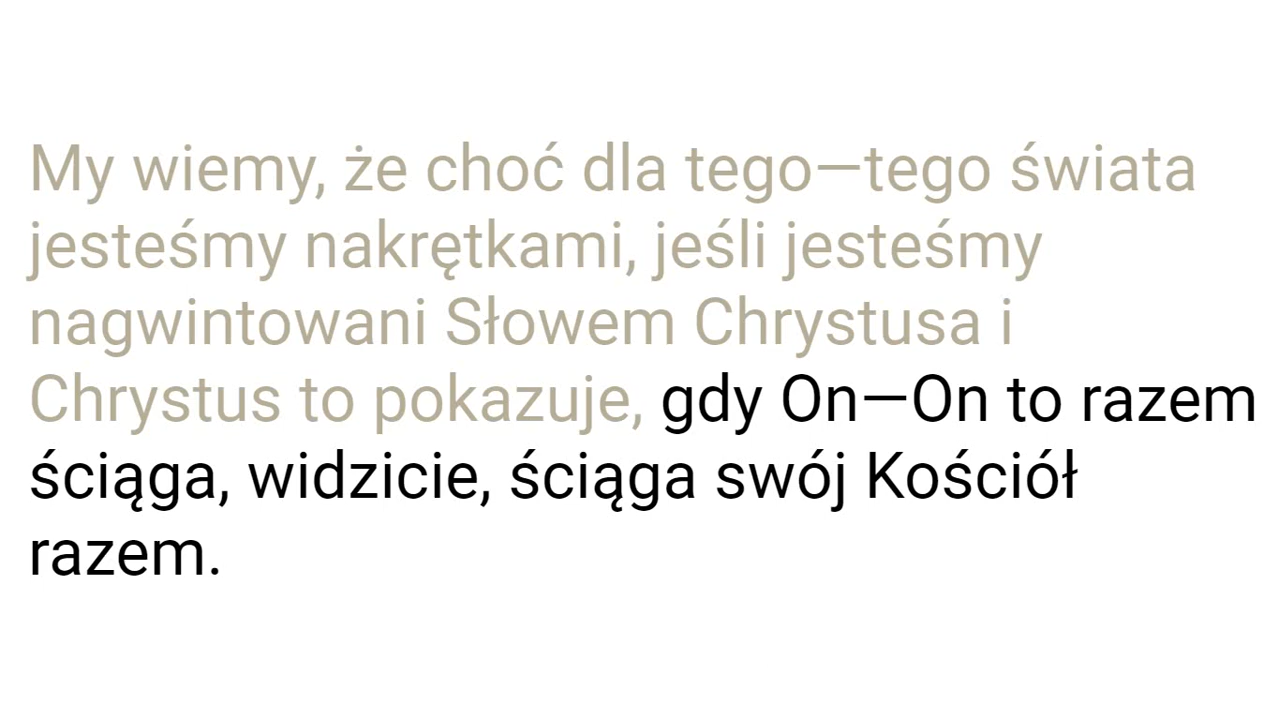 My wiemy, że choć dla tego—tego świata
jesteśmy nakrętkami, jeśli jesteśmy
nagwintowani Słowem Chrystusa i
Chrystus to pokazuje, gdy On—On to razem
ściąga, widzicie, ściąga swój Kościół
razem.